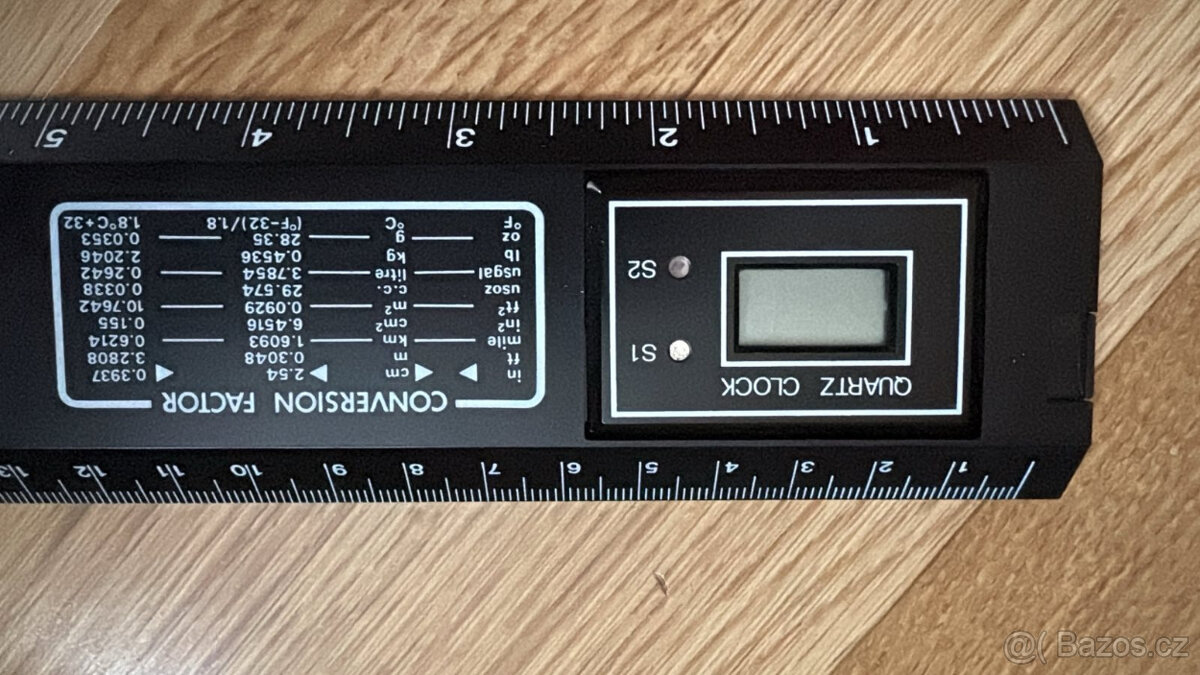 1 2 3 4 5 6 7 8 9 10 11 12 13
QUARTZ CLOCK
S1
S2
CONVERSION FACTOR
in cm 2.54 0.3937
ft m 0.3048 3.2808
mile km 1.6093 0.6214
in² cm² 6.4516 0.155
ft² m² 0.0929 10.7642
usoz c.c. 29.574 0.0338
usgal litre 3.7854 0.2642
lb kg 0.4536 2.2046
oz g 28.35 0.0353
°F °C (°F-32)/1.8 1.8°C+32
1 2 3 4 5
@( Bazos.cz